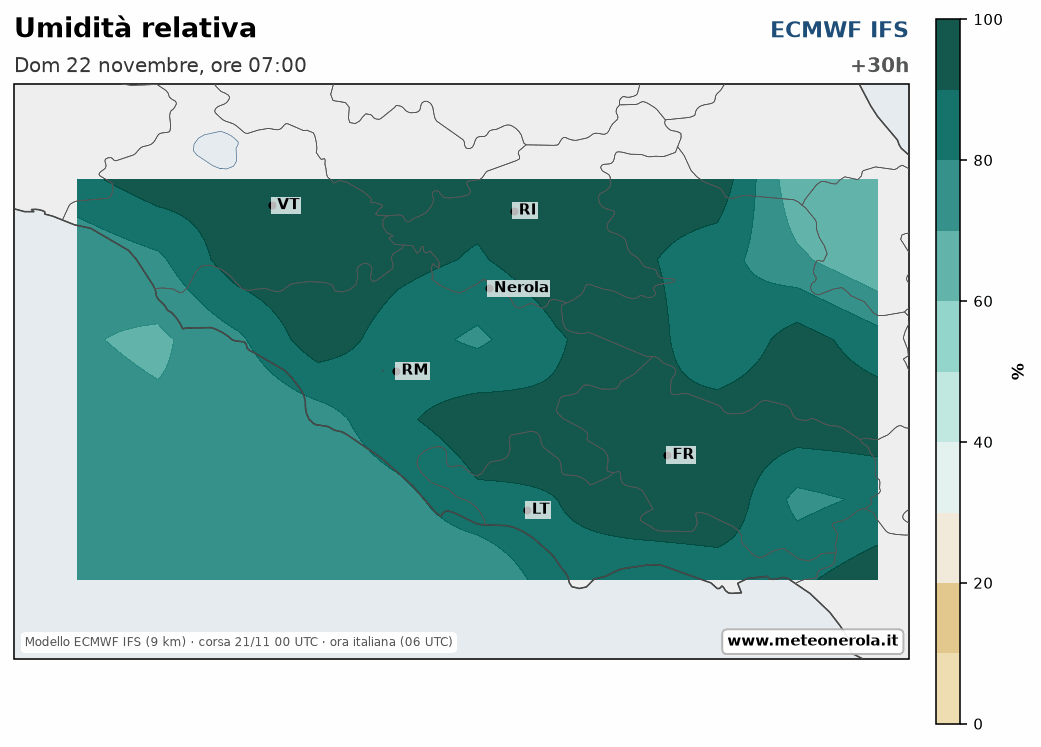 Umidità relativa
ECMWF IFS
Dom 22 novembre, ore 07:00
+30h
100
80
60
40
20
0
%
VT
RI
Nerola
RM
FR
LT
Modello ECMWF IFS (9 km) · corsa 21/11 00 UTC · ora italiana (06 UTC)
www.meteonerola.it